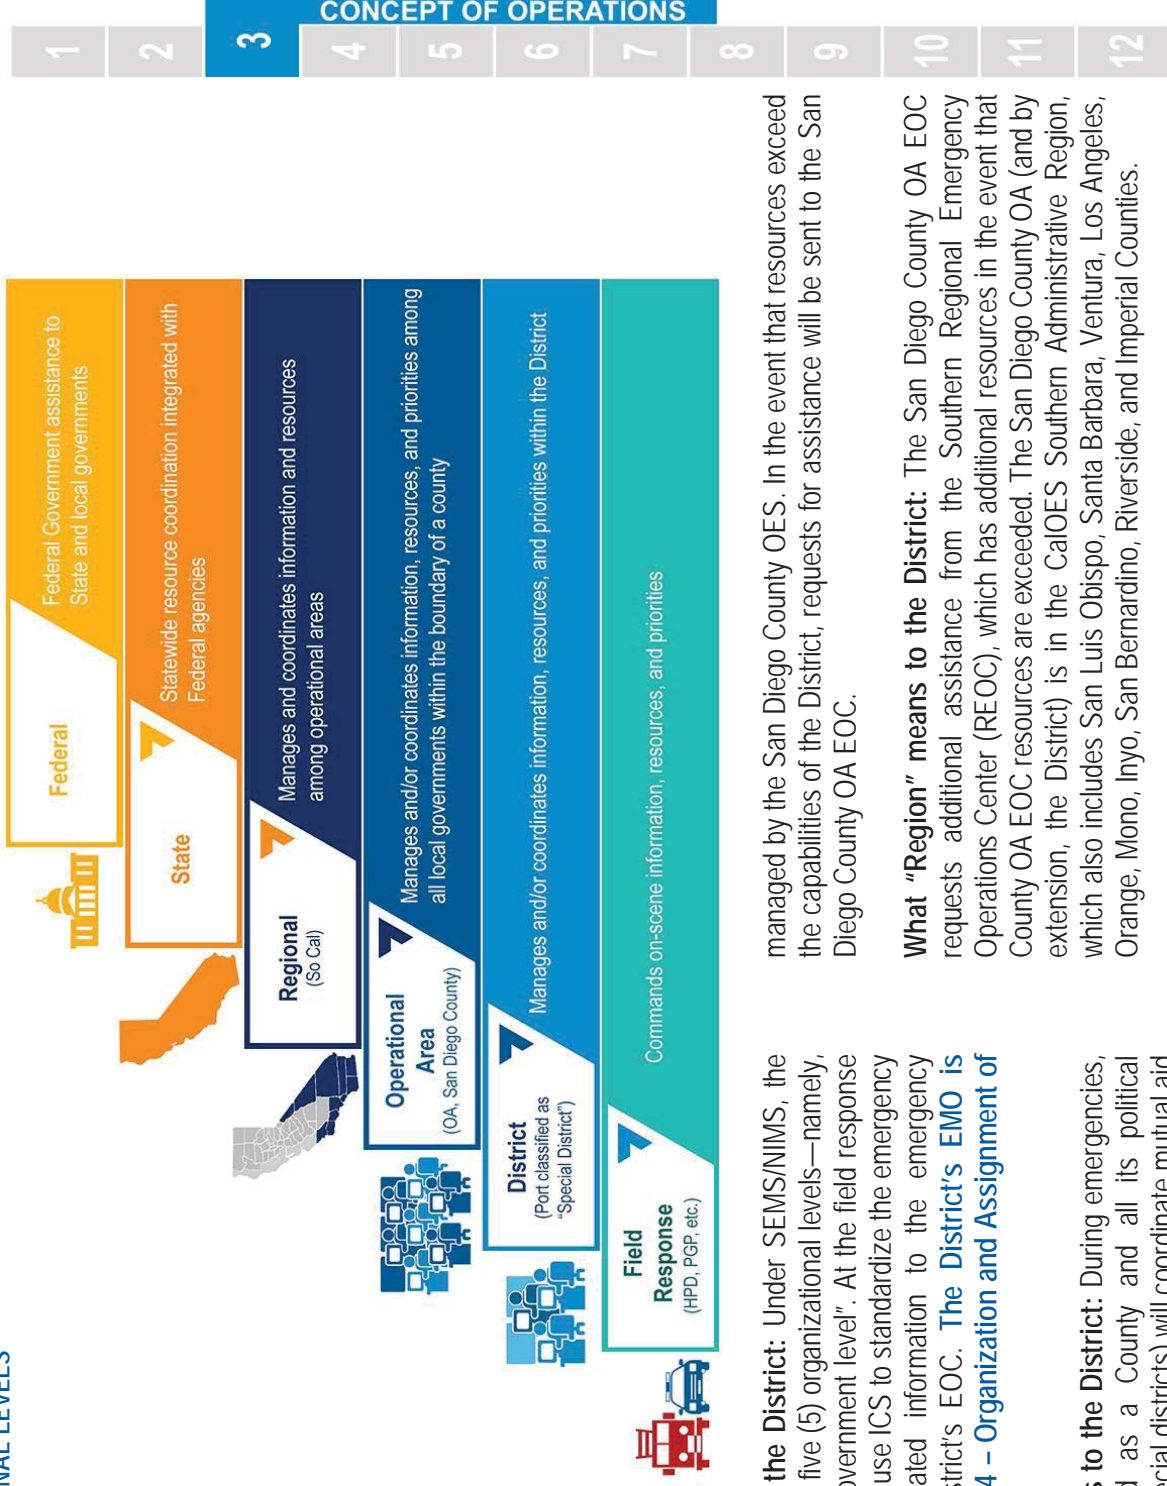 CONCEPT OF OPERATIONS
1
2
3
4
5
6
7
8
9
10
11
12
NAL LEVELS
Federal
Federal Government assistance to
State and local governments
State
Statewide resource coordination integrated with
Federal agencies
Regional
(So Cal)
Manages and coordinates information and resources
among operational areas
Operational
Area
(OA, San Diego County)
Manages and/or coordinates information, resources, and priorities among
all local governments within the boundary of a county
District
(Port classified as
"Special District")
Manages and/or coordinates information, resources, and priorities within the District
Field
Response
(HPD, PGP, etc.)
Commands on-scene information, resources, and priorities
the District: Under SEMS/NIMS, the
five (5) organizational levels—namely,
overnment level". At the field response
use ICS to standardize the emergency
ated information to the emergency
strict's EOC. The District's EMO is
4 – Organization and Assignment of
s to the District: During emergencies,
d as a County and all its political
ecial districts) will coordinate mutual aid
managed by the San Diego County OES. In the event that resources exceed
the capabilities of the District, requests for assistance will be sent to the San
Diego County OA EOC.
What "Region" means to the District: The San Diego County OA EOC
requests additional assistance from the Southern Regional Emergency
Operations Center (REOC), which has additional resources in the event that
County OA EOC resources are exceeded. The San Diego County OA (and by
extension, the District) is in the CalOES Southern Administrative Region,
which also includes San Luis Obispo, Santa Barbara, Ventura, Los Angeles,
Orange, Mono, Inyo, San Bernardino, Riverside, and Imperial Counties.